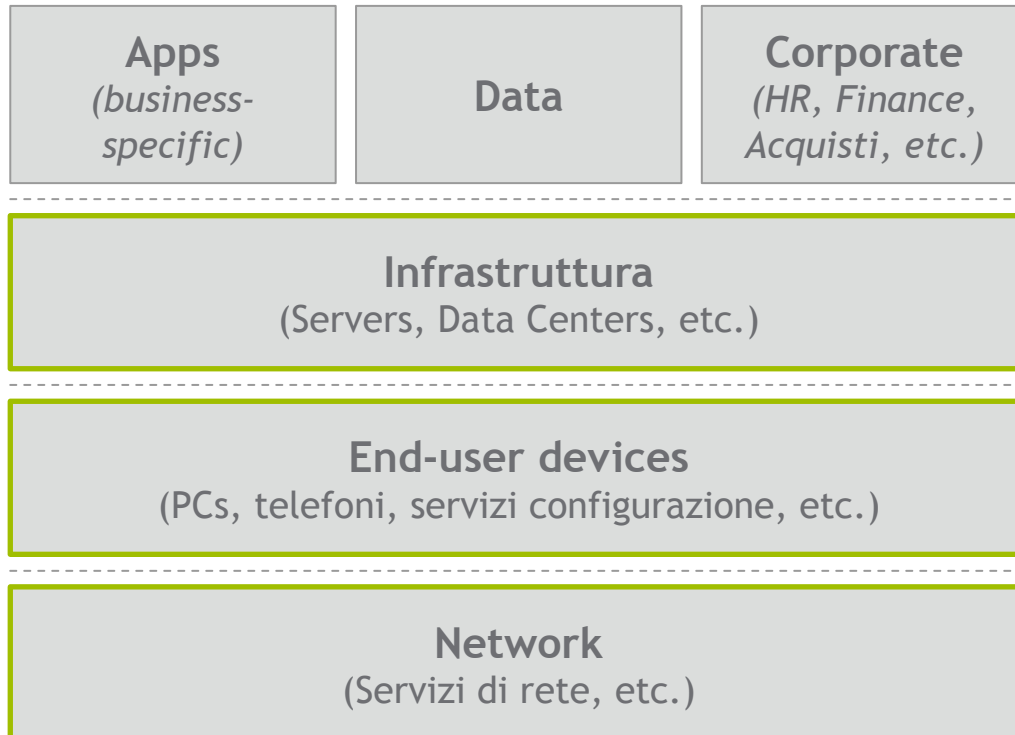 Apps
(business-
specific)
Data
Corporate
(HR, Finance,
Acquisti, etc.)
Infrastruttura
(Servers, Data Centers, etc.)
End-user devices
(PCs, telefoni, servizi configurazione, etc.)
Network
(Servizi di rete, etc.)